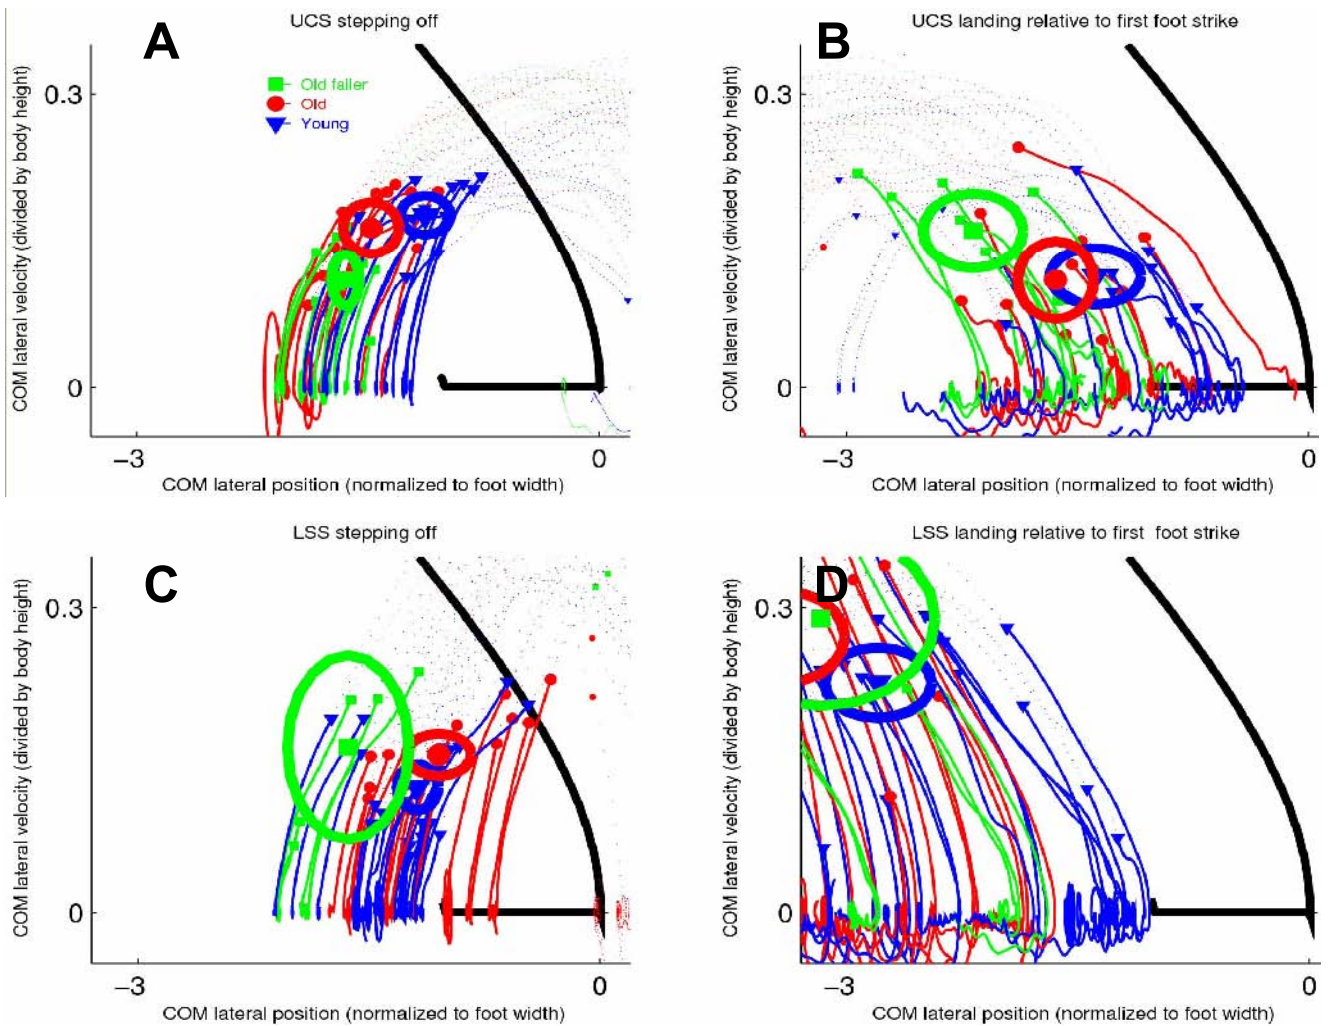 UCS stepping off
A
COM lateral velocity (divided by body height)
0.3
0
Old faller
Old
Young
−3
0
COM lateral position (normalized to foot width)
UCS landing relative to first foot strike
B
COM lateral velocity (divided by body height)
0.3
0
−3
0
COM lateral position (normalized to foot width)
LSS stepping off
C
COM lateral velocity (divided by body height)
0.3
0
−3
0
COM lateral position (normalized to foot width)
LSS landing relative to first foot strike
D
COM lateral velocity (divided by body height)
0.3
0
−3
0
COM lateral position (normalized to foot width)